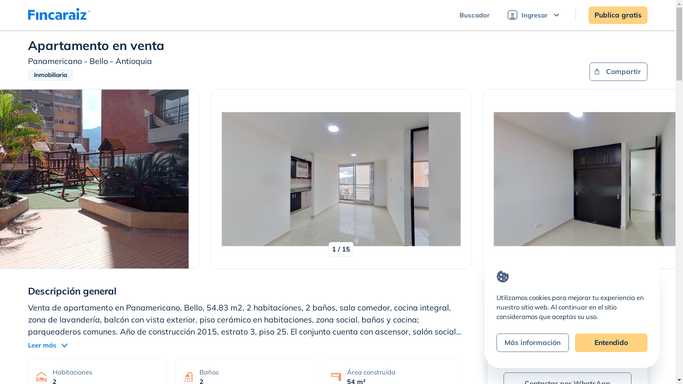 Fincaraiz
Buscador
Ingresar
Publica gratis
Apartamento en venta
Panamericano - Bello - Antioquia
Inmobiliaria
Compartir
1 / 15
Descripción general
Venta de apartamento en Panamericano, Bello, 54.83 m2, 2 habitaciones, 2 baños, sala comedor, cocina integral,
zona de lavandería, balcón con vista exterior, piso cerámico en habitaciones, zona social, baños y cocina;
parqueaderos comunes. Año de construcción 2015, estrato 3, piso 25. El conjunto cuenta con ascensor, salón social...
Leer más
Habitaciones
2
Baños
2
Área construida
54 m²
Utilizamos cookies para mejorar tu experiencia en
nuestro sitio web. Al continuar en el sitio
consideramos que aceptas su uso.
Más información
Entendido
Contactar por WhatsApp